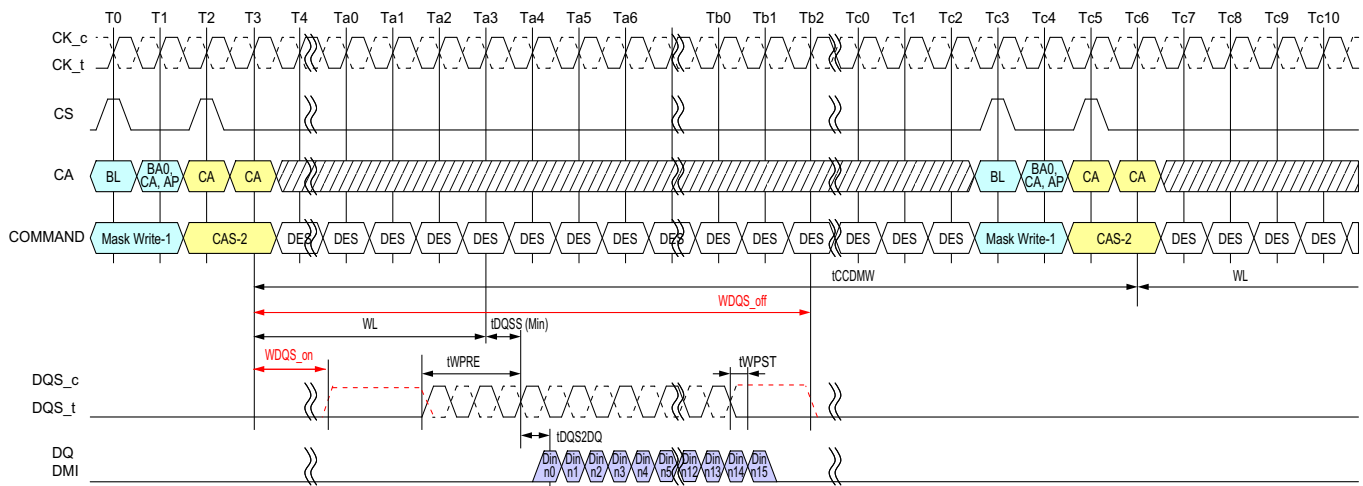 T0 T1 T2 T3 T4 Ta0 Ta1 Ta2 Ta3 Ta4 Ta5 Ta6 Tb0 Tb1 Tb2 Tc0 Tc1 Tc2 Tc3 Tc4 Tc5 Tc6 Tc7 Tc8 Tc9 Tc10
CK_c
CK_t
CS
CA BL BA0, CA, AP CA CA BL BA0, CA, AP CA CA
COMMAND Mask Write-1 CAS-2 DES DES DES DES DES DES DES DES DES DES DES DES DES DES DES Mask Write-1 CAS-2 DES DES DES DES
tCCDMW WL
WDQS_off
WL tDQSS (Min)
WDQS_on tWPRE tWPST
DQS_c
DQS_t
tDQS2DQ
DQ
DMI
Din n0 Din n1 Din n2 Din n3 Din n4 Din n5 Din n12 Din n13 Din n14 Din n15